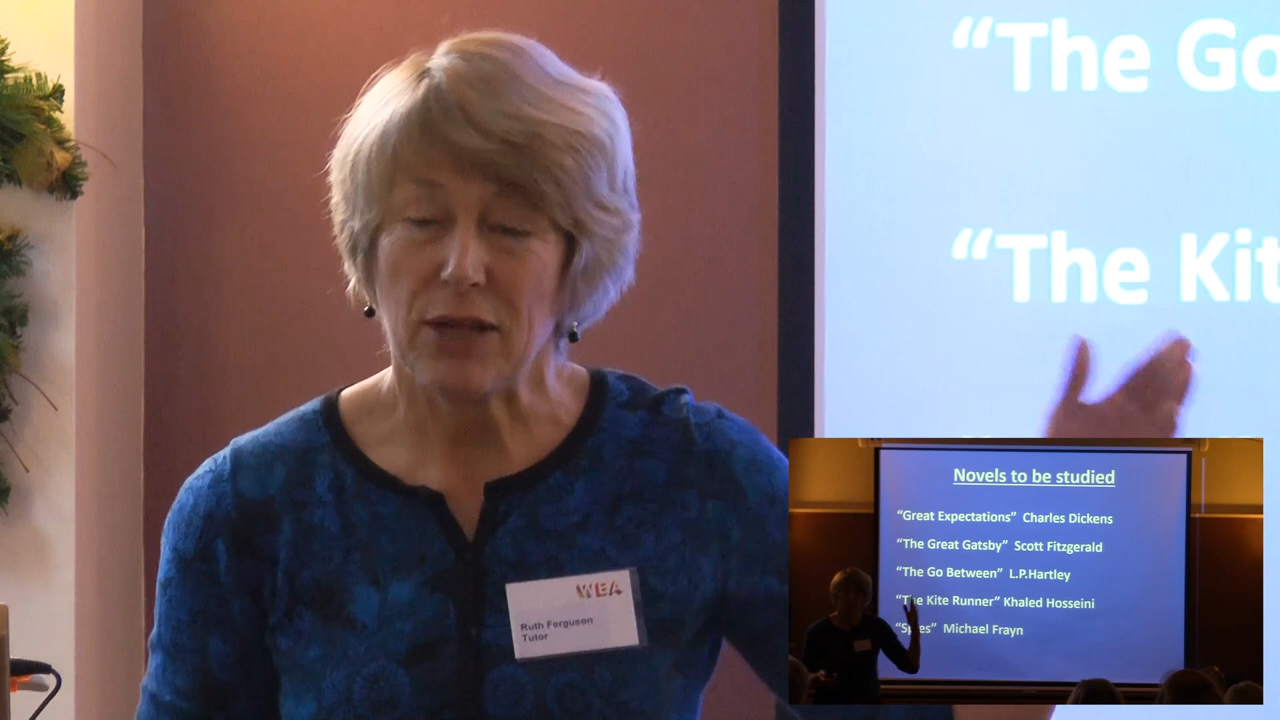 “The Go
“The Kit
WEA
Ruth Ferguson
Tutor
Novels to be studied
“Great Expectations” Charles Dickens
“The Great Gatsby” Scott Fitzgerald
“The Go Between” L.P.Hartley
“The Kite Runner” Khaled Hosseini
“Spies” Michael Frayn